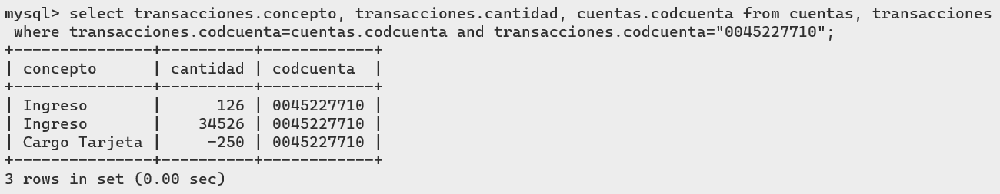 mysql> select transacciones.concepto, transacciones.cantidad, cuentas.codcuenta from cuentas, transacciones
 where transacciones.codcuenta=cuentas.codcuenta and transacciones.codcuenta="0045227710";
+---------------+----------+------------+
| concepto      | cantidad | codcuenta  |
+---------------+----------+------------+
| Ingreso       |      126 | 0045227710 |
| Ingreso       |    34526 | 0045227710 |
| Cargo Tarjeta |     -250 | 0045227710 |
+---------------+----------+------------+
3 rows in set (0.00 sec)